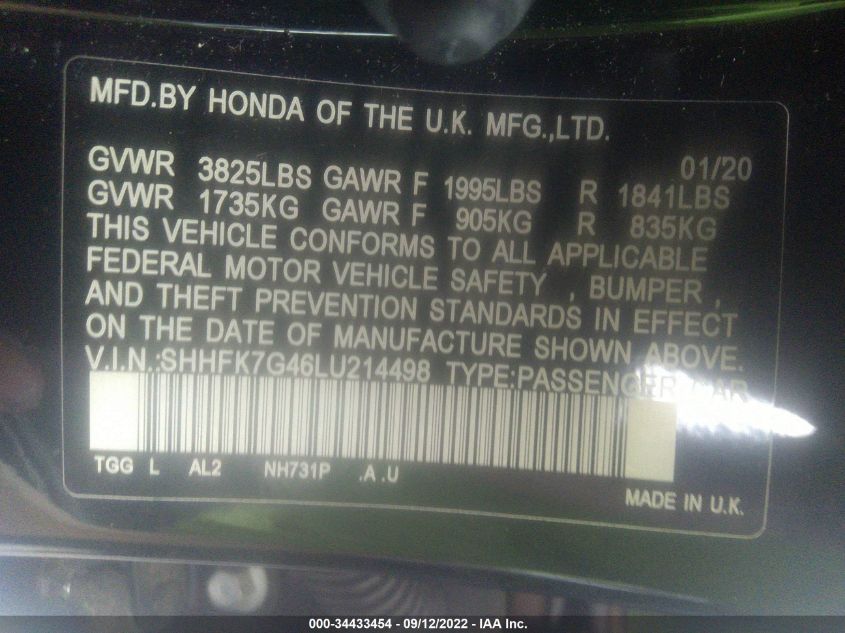 MFD.BY HONDA OF THE U.K. MFG.,LTD.
01/20
GVWR 3825LBS GAWR F 1995LBS R 1841LBS
GVWR 1735KG GAWR F 905KG R 835KG
THIS VEHICLE CONFORMS TO ALL APPLICABLE
FEDERAL MOTOR VEHICLE SAFETY , BUMPER ,
AND THEFT PREVENTION STANDARDS IN EFFECT
ON THE DATE OF MANUFACTURE SHOWN ABOVE.
V.I.N.:SHHFK7G46LU214498 TYPE:PASSENGER CAR
TGG L AL2 NH731P .A .U
MADE IN U.K.
000-34433454 - 09/12/2022 - IAA Inc.